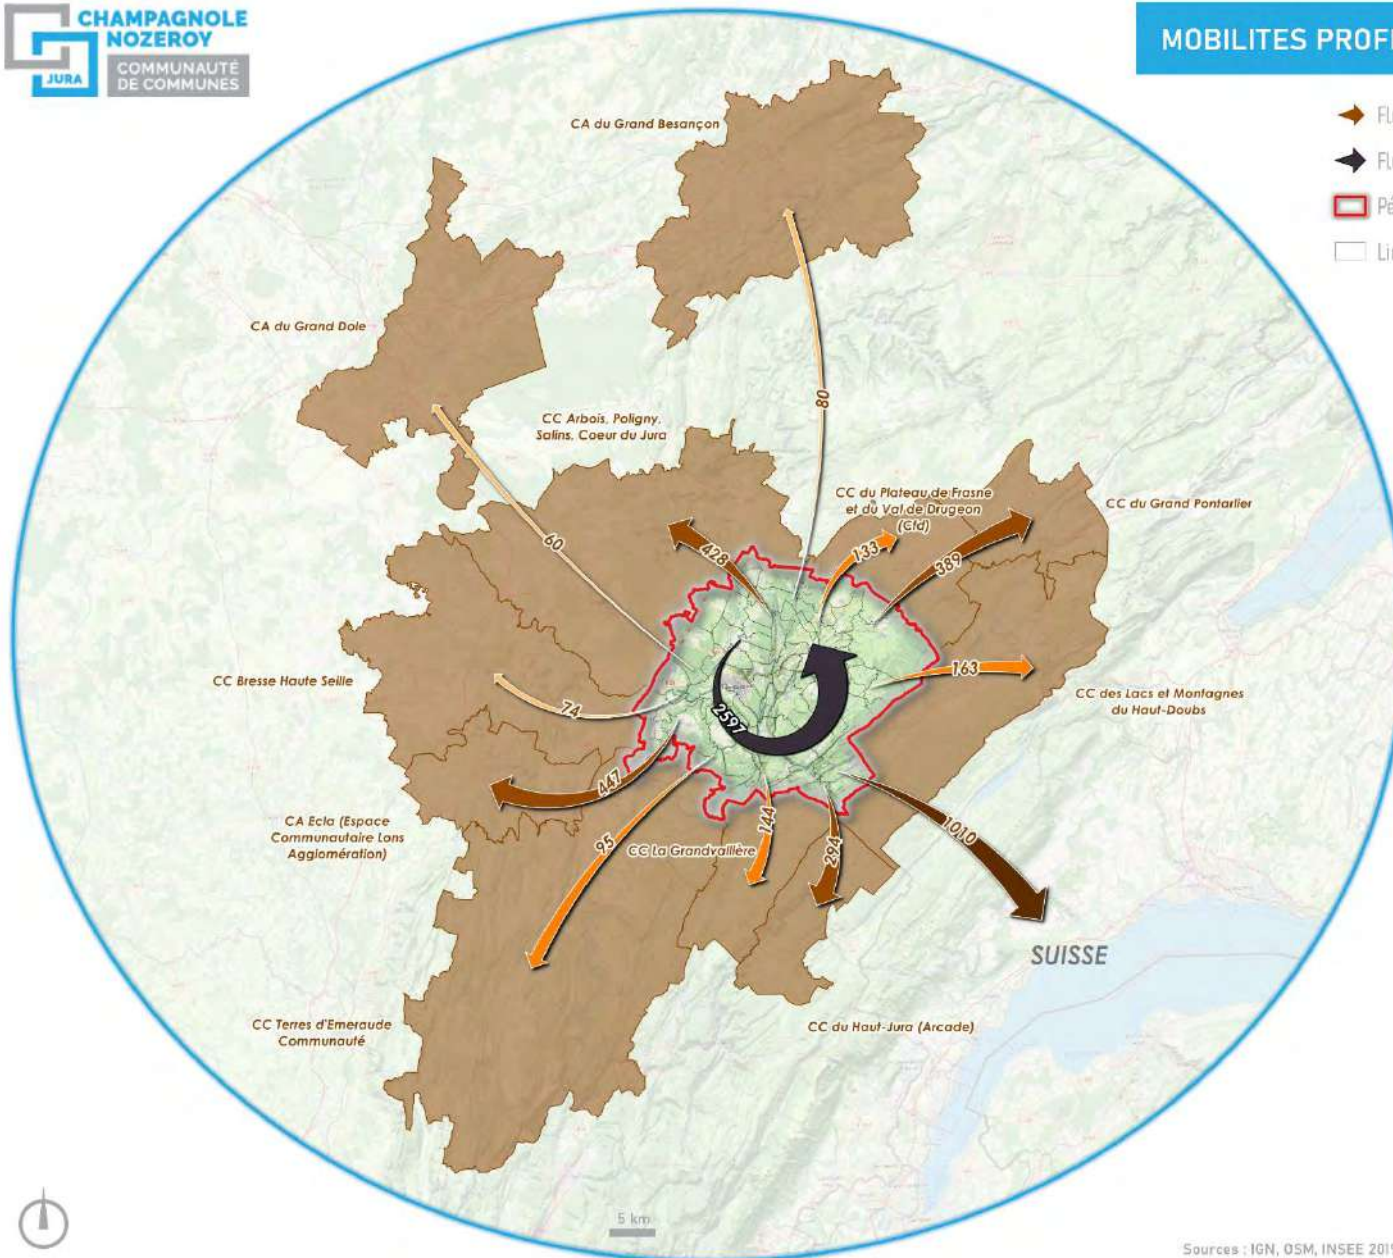 CHAMPAGNOLE
NOZEROY
JURA
COMMUNAUTÉ
DE COMMUNES
MOBILITES PROF
CA du Grand Besançon
CA du Grand Dole
CC Arbois, Poligny,
Salins, Coeur du Jura
80
60
CC du Plateau de Frasne
et du Val de Drugeon
(Cfd)
CC du Grand Pontarlier
428
133
389
163
CC Bresse Haute Seille
74
2597
CC des Lacs et Montagnes
du Haut-Doubs
447
CA Ecla (Espace
Communautaire Lons
Agglomération)
95
CC La Grandvallière
144
294
1010
SUISSE
CC Terres d'Emeraude
Communauté
CC du Haut-Jura (Arcade)
5 km
Sources : IGN, OSM, INSEE 2019